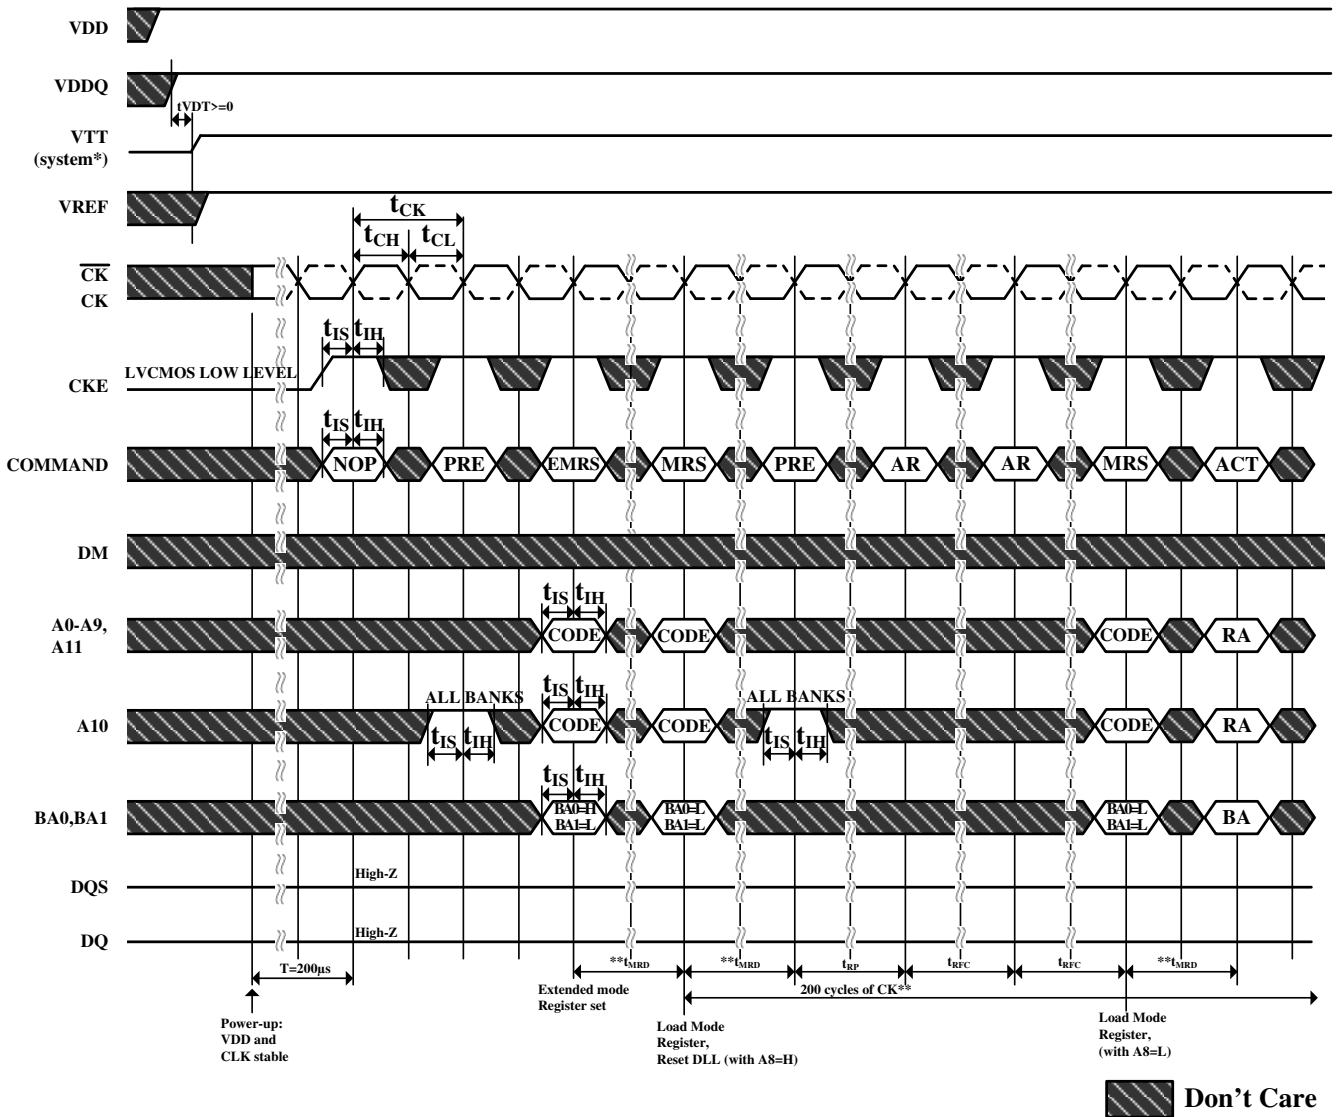 VDD
VDDQ
tVDT>=0
VTT
(system*)
VREF
tCK
tCH tCL
CK
CK
tIS tIH
LVCMOS LOW LEVEL
CKE
tIS tIH
COMMAND NOP PRE EMRS MRS PRE AR AR MRS ACT
DM
tIS tIH
A0-A9,
A11
CODE CODE CODE RA
ALL BANKS tIS tIH ALL BANKS
A10 CODE CODE CODE RA
tIS tIH tIS tIH
tIS tIH
BA0,BA1
BA0=H BA0=L BA0=L
BA1=L BA1=L BA1=L
BA
High-Z
DQS
High-Z
DQ
T=200µs **tMRD **tMRD tRP tRFC tRFC **tMRD
200 cycles of CK**
Extended mode
Register set
Power-up:
VDD and
CLK stable
Load Mode
Register,
Reset DLL (with A8=H)
Load Mode
Register,
(with A8=L)
Don't Care